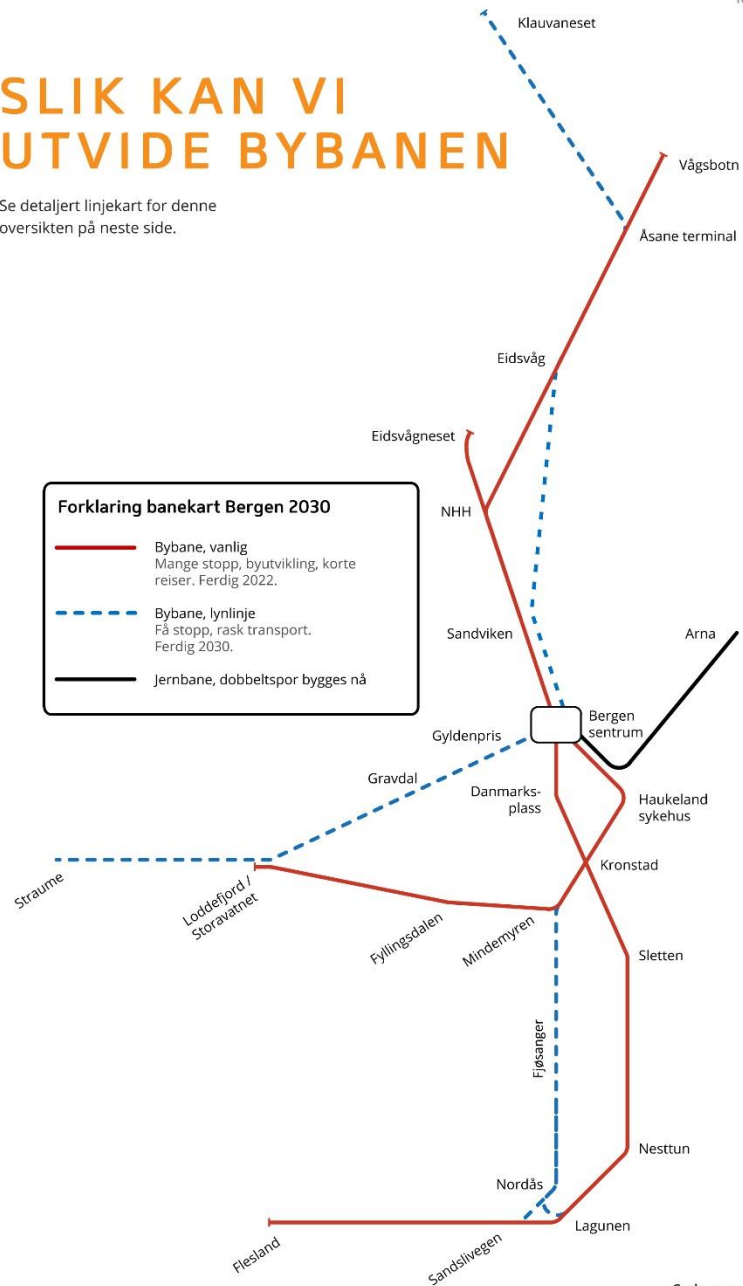 Klauvaneset
SLIK KAN VI
UTVIDE BYBANEN
Vågsbotn
Se detaljert linjekart for denne
oversikten på neste side.
Åsane terminal
Eidsvåg
Eidsvågneset
NHH
Forklaring banekart Bergen 2030
Bybane, vanlig
Mange stopp, byutvikling, korte
reiser. Ferdig 2022.
Bybane, lynlinje
Få stopp, rask transport.
Ferdig 2030.
Jernbane, dobbeltspor bygges nå
Sandviken
Arna
Bergen
sentrum
Gyldenpris
Gravdal
Danmarks-
plass
Haukeland
sykehus
Kronstad
Straume
Loddefjord /
Storavatnet
Fyllingsdalen
Mindemyren
Sletten
Fjøsanger
Nesttun
Nordås
Lagunen
Flesland
Sandslivegen